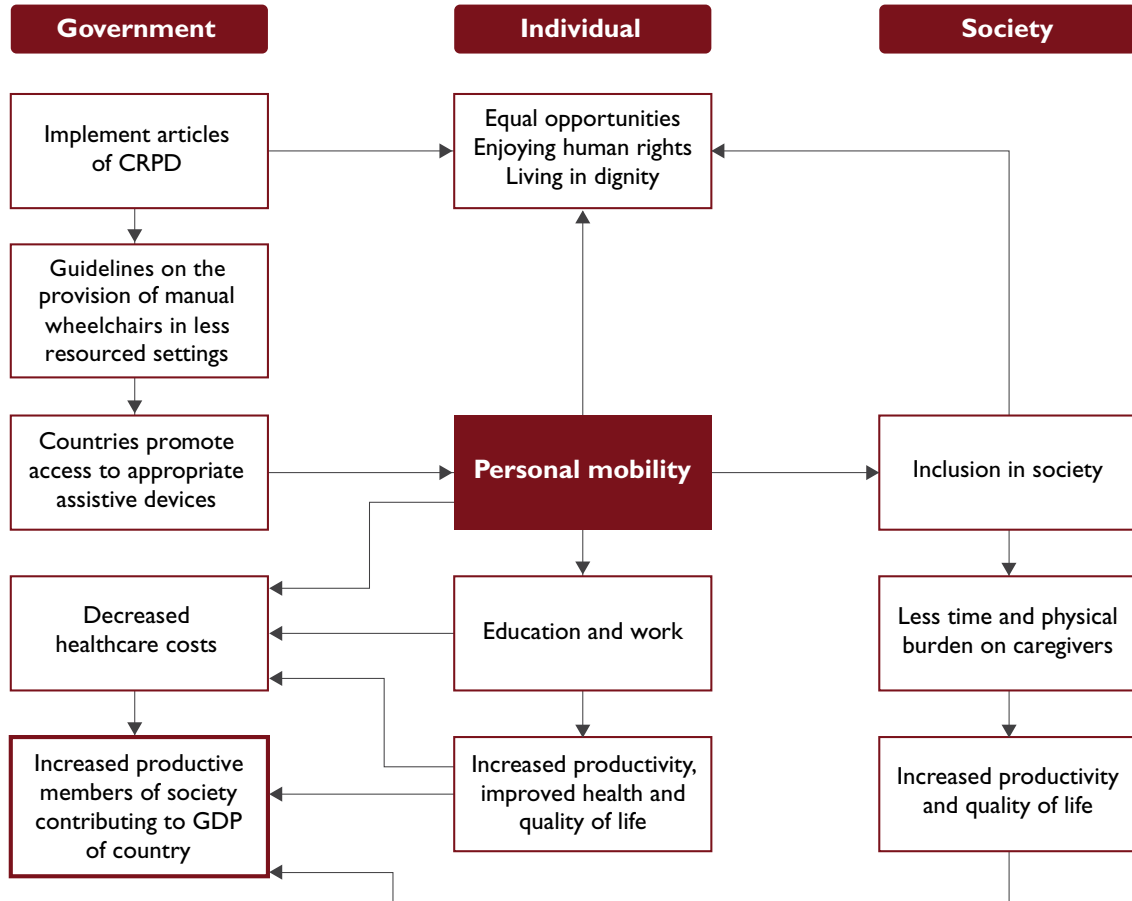 Government
Individual
Society
Implement articles
of CRPD
Equal opportunities
Enjoying human rights
Living in dignity
Guidelines on the
provision of manual
wheelchairs in less
resourced settings
Countries promote
access to appropriate
assistive devices
Personal mobility
Inclusion in society
Decreased
healthcare costs
Education and work
Less time and physical
burden on caregivers
Increased productive
members of society
contributing to GDP
of country
Increased productivity,
improved health and
quality of life
Increased productivity
and quality of life